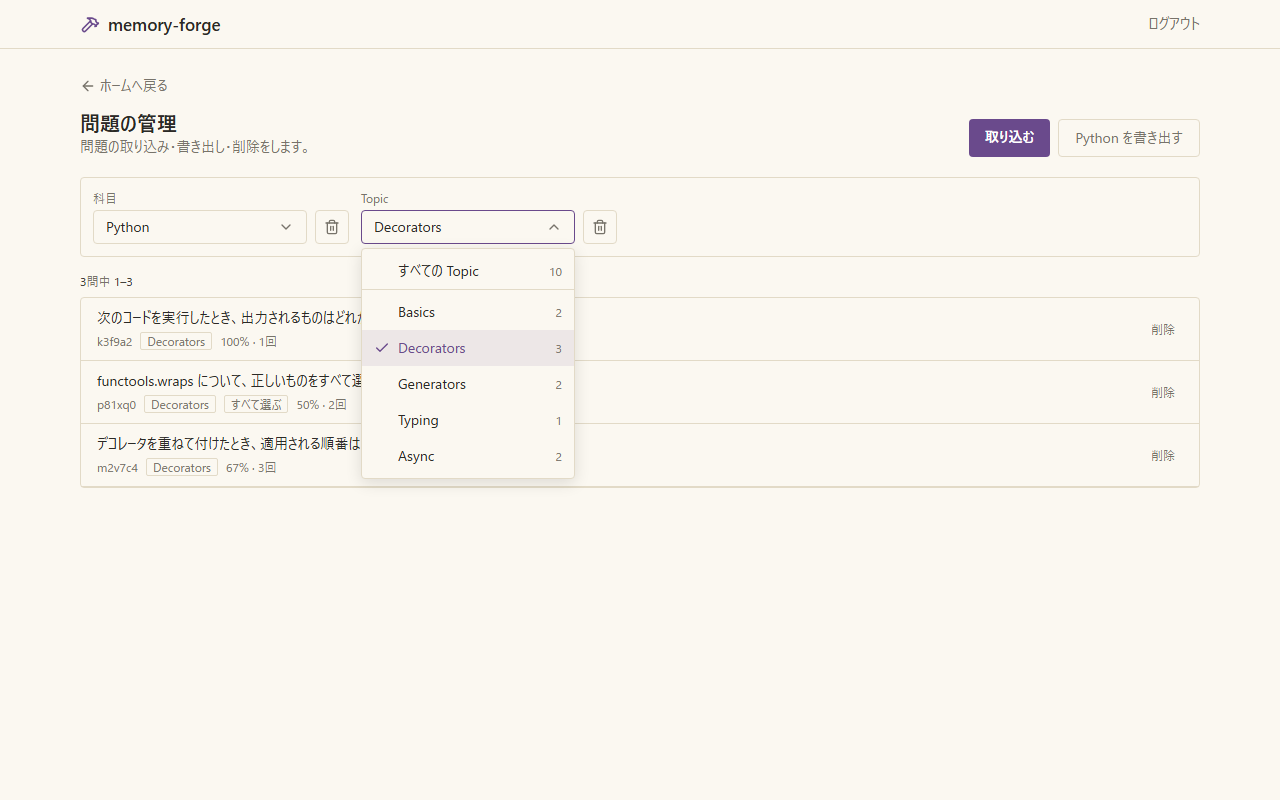 memory-forge
ログアウト
ホームへ戻る
問題の管理
問題の取り込み・書き出し・削除をします。
取り込む
Python を書き出す
科目
Topic
Python
Decorators
すべての Topic 10
Basics 2
Decorators 3
Generators 2
Typing 1
Async 2
3問中 1–3
次のコードを実行したとき、出力されるものはどれ
削除
k3f9a2 Decorators 100% · 1回
functools.wraps について、正しいものをすべて
削除
p81xq0 Decorators すべて選ぶ 50% · 2回
デコレータを重ねて付けたとき、適用される順番は
削除
m2v7c4 Decorators 67% · 3回